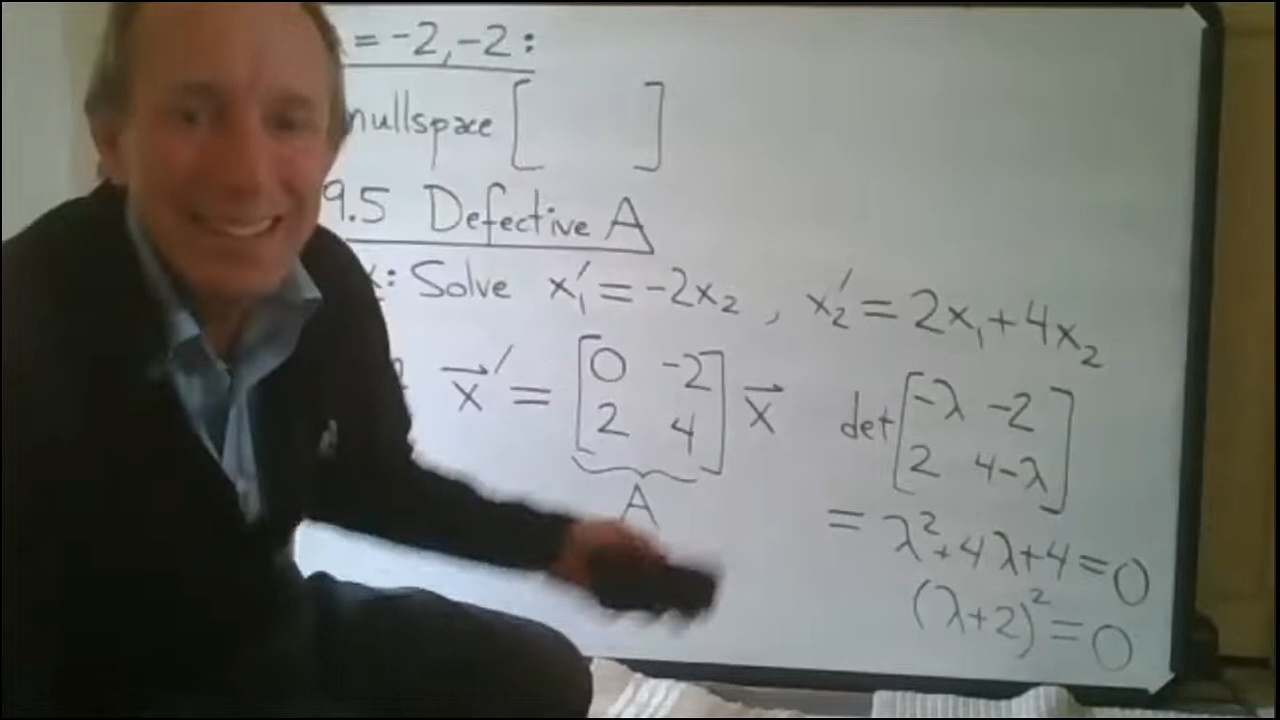 = -2, -2:
nullspace [ ]
9.5 Defective A
: Solve x₁' = -2x₂ , x₂' = 2x₁ + 4x₂
x⃗' = [0 -2
2 4] x⃗
A
det [-λ -2
2 4-λ]
= λ² + 4λ + 4 = 0
(λ+2)² = 0